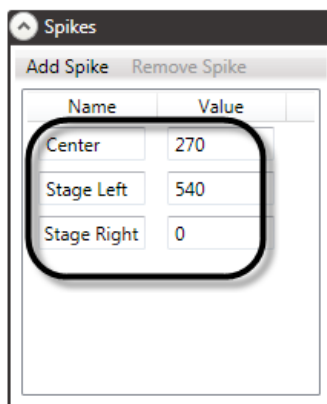 Spikes
Add Spike Remove Spike
Name Value
Center 270
Stage Left 540
Stage Right 0